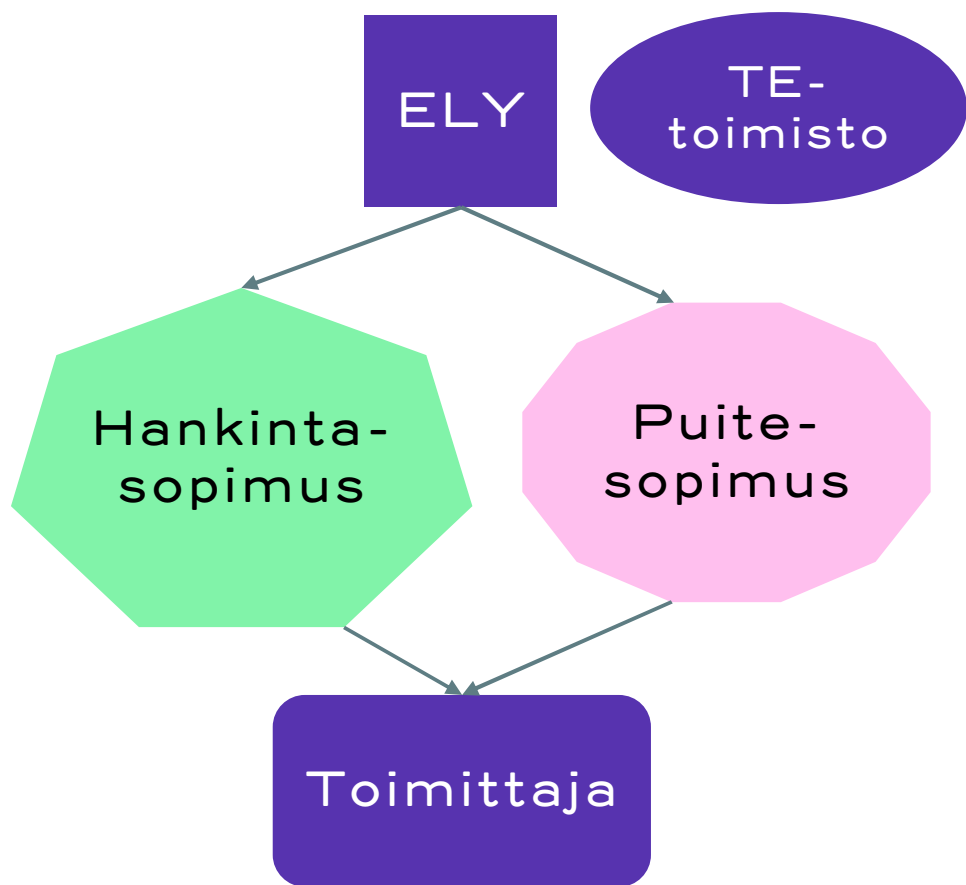 ELY
TE-
toimisto
Hankinta-
sopimus
Puite-
sopimus
Toimittaja